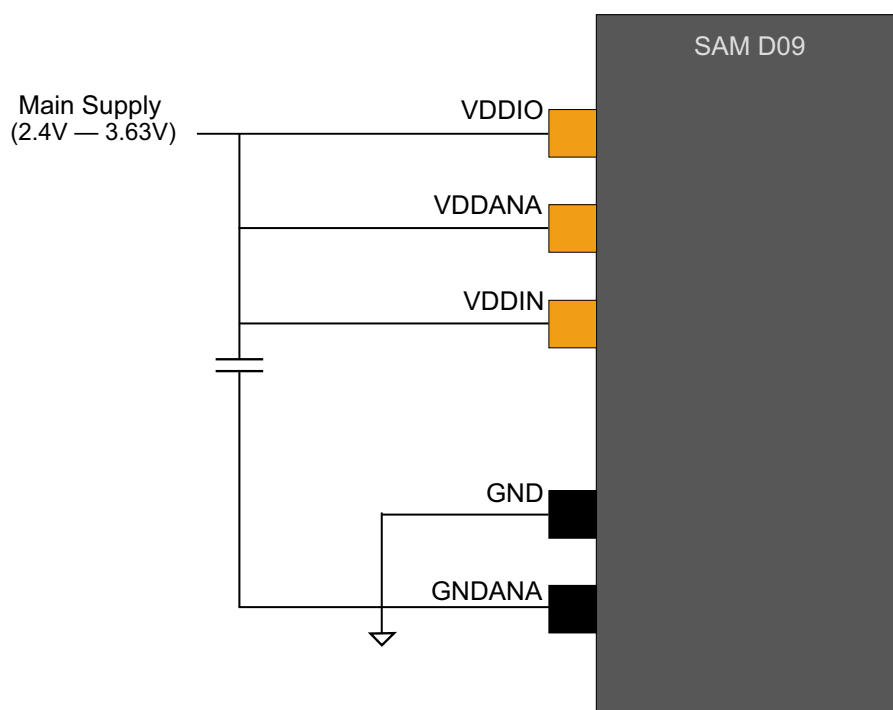 SAM D09
Main Supply
(2.4V — 3.63V)
VDDIO
VDDANA
VDDIN
GND
GNDANA